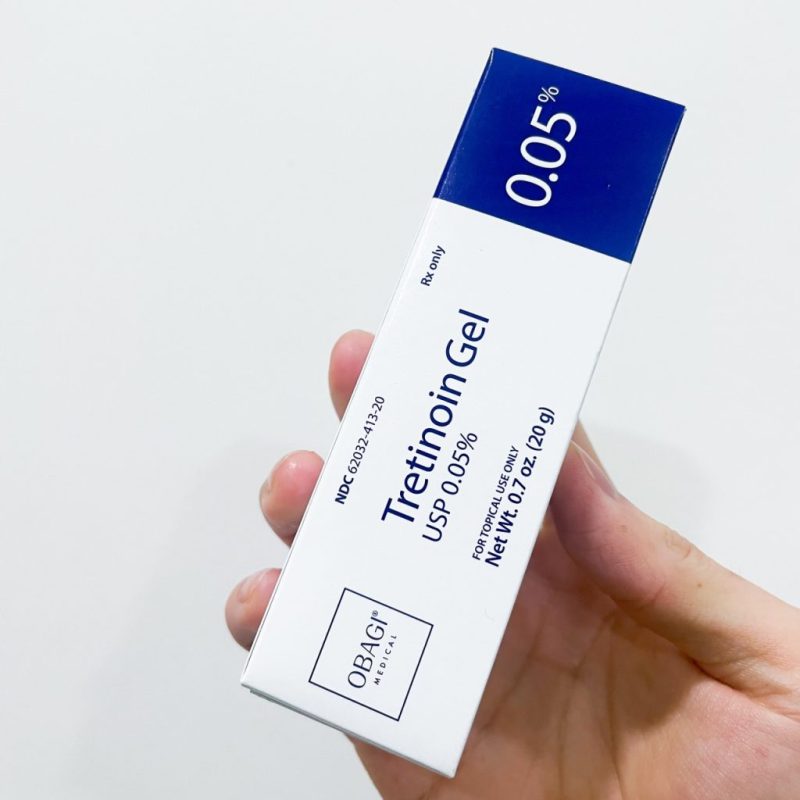 0.05%
Rx only
NDC 62032-413-20
Tretinoin Gel
USP 0.05%
FOR TOPICAL USE ONLY
Net Wt. 0.7 oz. (20 g)
OBAGI®
MEDICAL